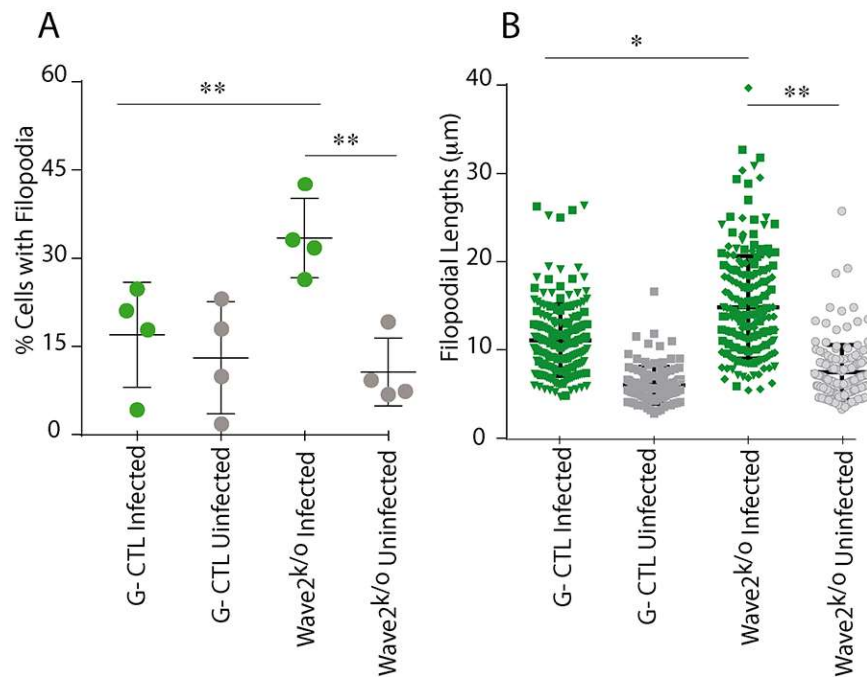 A
% Cells with Filopodia
60
45
30
15
0
**
**
G- CTL Infected
G- CTL Uinfected
Wave2k/o Infected
Wave2k/o Uninfected
B
Filopodial Lengths (μm)
40
30
20
10
0
*
**
G- CTL Infected
G- CTL Uninfected
Wave2k/o Infected
Wave2k/o Uninfected